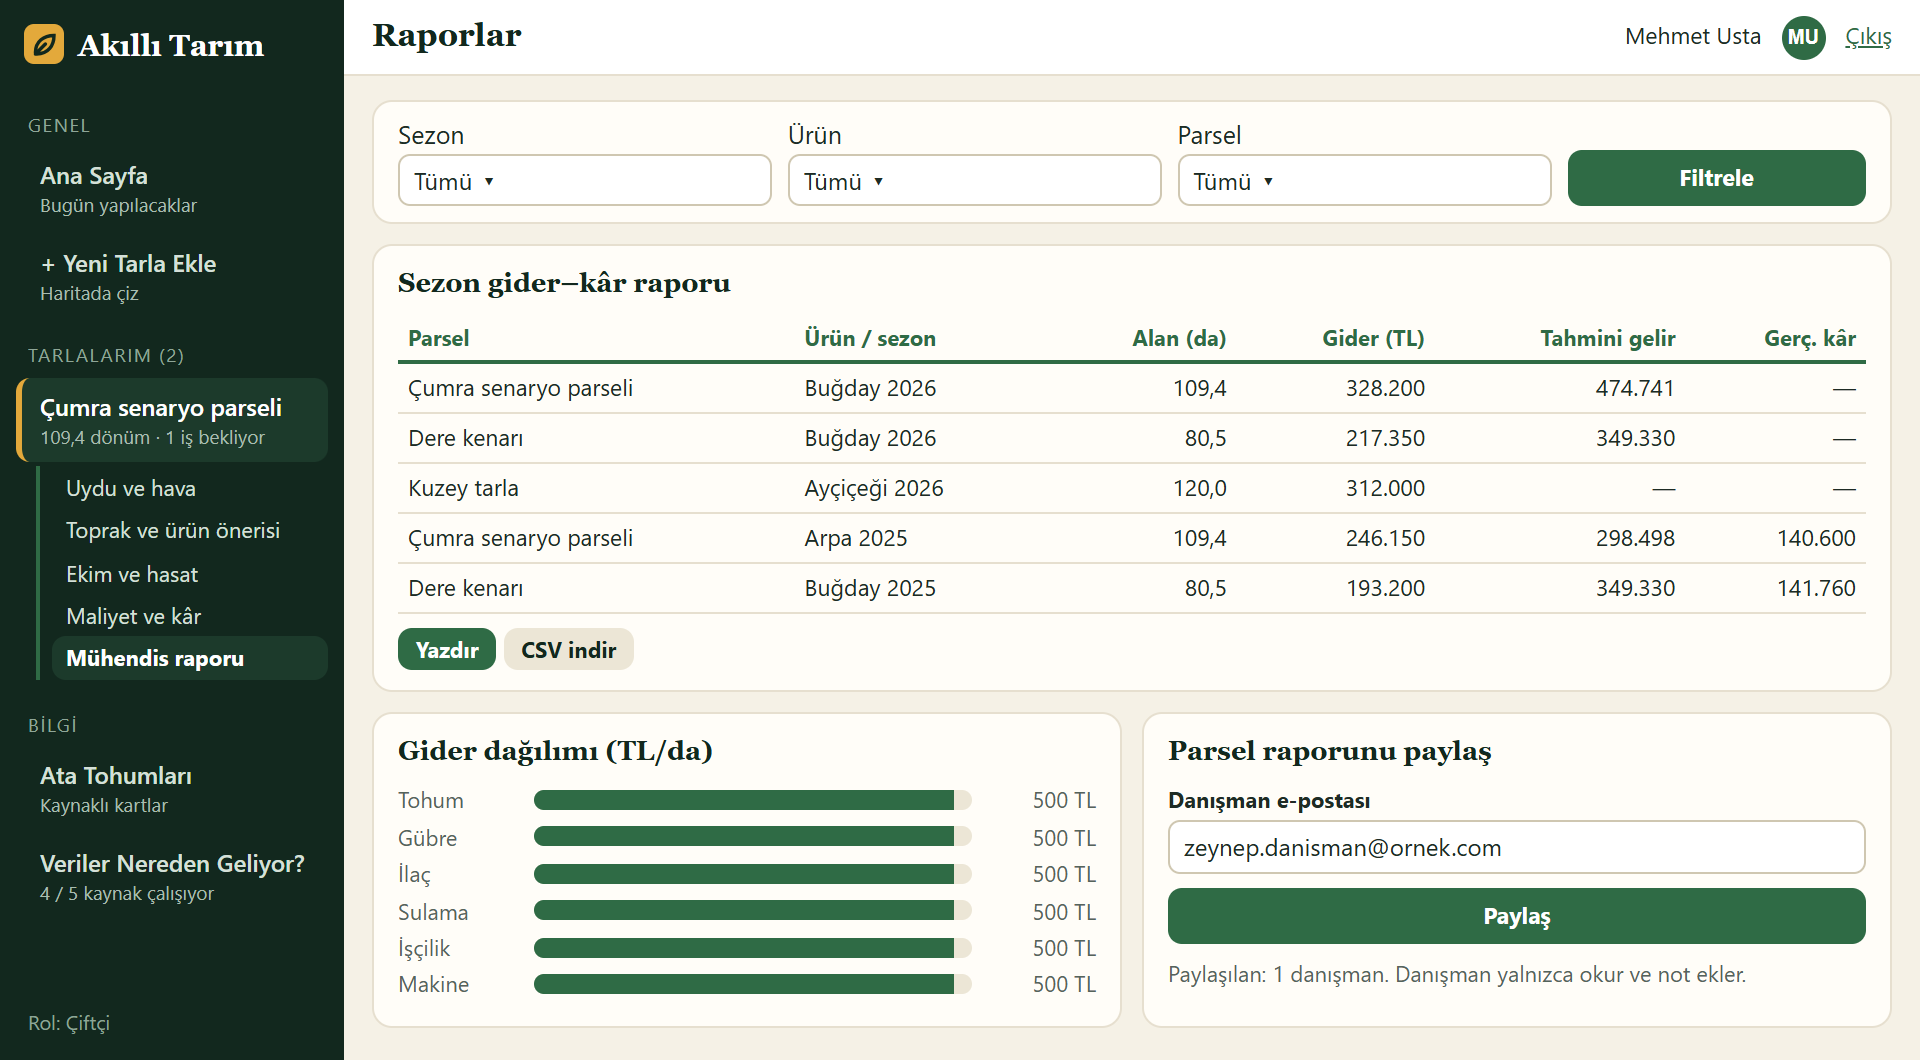 Akıllı Tarım
GENEL
Ana Sayfa
Bugün yapılacaklar
+ Yeni Tarla Ekle
Haritada çiz
TARLALARIM (2)
Çumra senaryo parseli
109,4 dönüm · 1 iş bekliyor
Uydu ve hava
Toprak ve ürün önerisi
Ekim ve hasat
Maliyet ve kâr
Mühendis raporu
BİLGİ
Ata Tohumları
Kaynaklı kartlar
Veriler Nereden Geliyor?
4 / 5 kaynak çalışıyor
Rol: Çiftçi
Raporlar
Mehmet Usta MU Çıkış
Sezon Ürün Parsel
Tümü ▾ Tümü ▾ Tümü ▾ Filtrele
Sezon gider–kâr raporu
Parsel Ürün / sezon Alan (da) Gider (TL) Tahmini gelir Gerç. kâr
Çumra senaryo parseli Buğday 2026 109,4 328.200 474.741 —
Dere kenarı Buğday 2026 80,5 217.350 349.330 —
Kuzey tarla Ayçiçeği 2026 120,0 312.000 — —
Çumra senaryo parseli Arpa 2025 109,4 246.150 298.498 140.600
Dere kenarı Buğday 2025 80,5 193.200 349.330 141.760
Yazdır CSV indir
Gider dağılımı (TL/da)
Tohum 500 TL
Gübre 500 TL
İlaç 500 TL
Sulama 500 TL
İşçilik 500 TL
Makine 500 TL
Parsel raporunu paylaş
Danışman e-postası
zeynep.danisman@ornek.com
Paylaş
Paylaşılan: 1 danışman. Danışman yalnızca okur ve not ekler.